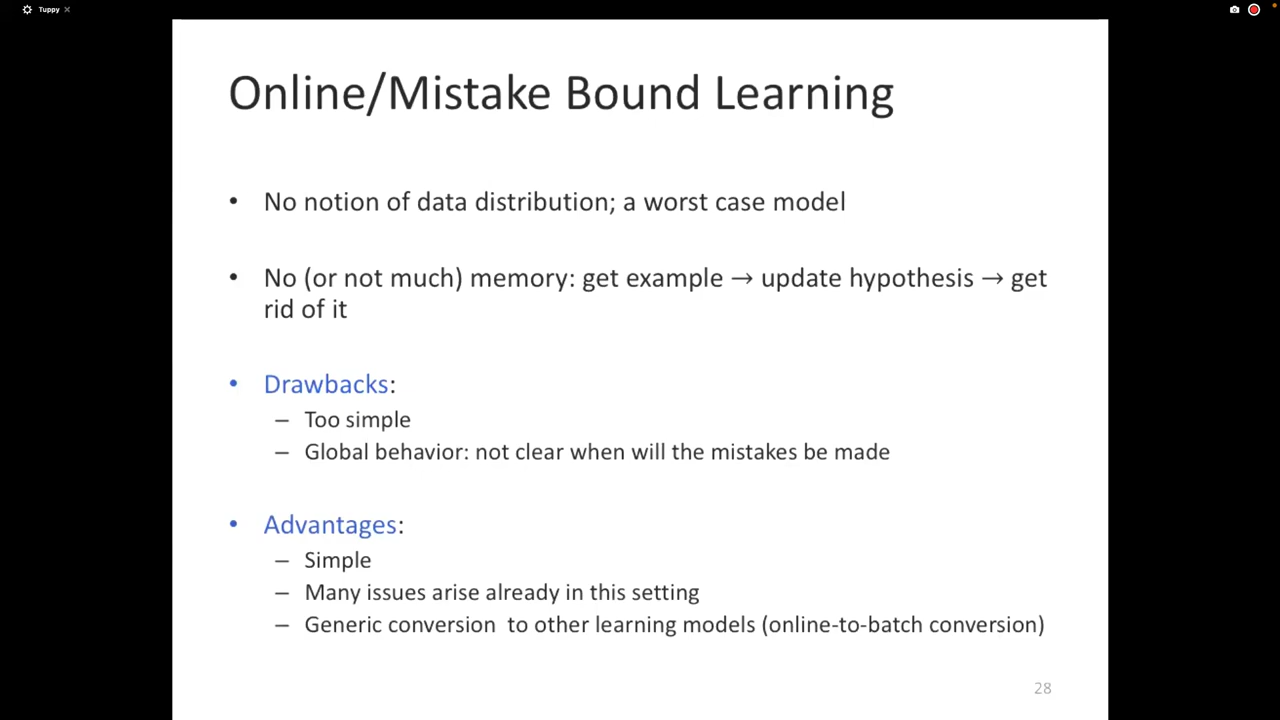 Tuppy ×
Online/Mistake Bound Learning
• No notion of data distribution; a worst case model
• No (or not much) memory: get example → update hypothesis → get
rid of it
• Drawbacks:
– Too simple
– Global behavior: not clear when will the mistakes be made
• Advantages:
– Simple
– Many issues arise already in this setting
– Generic conversion  to other learning models (online-to-batch conversion)
28